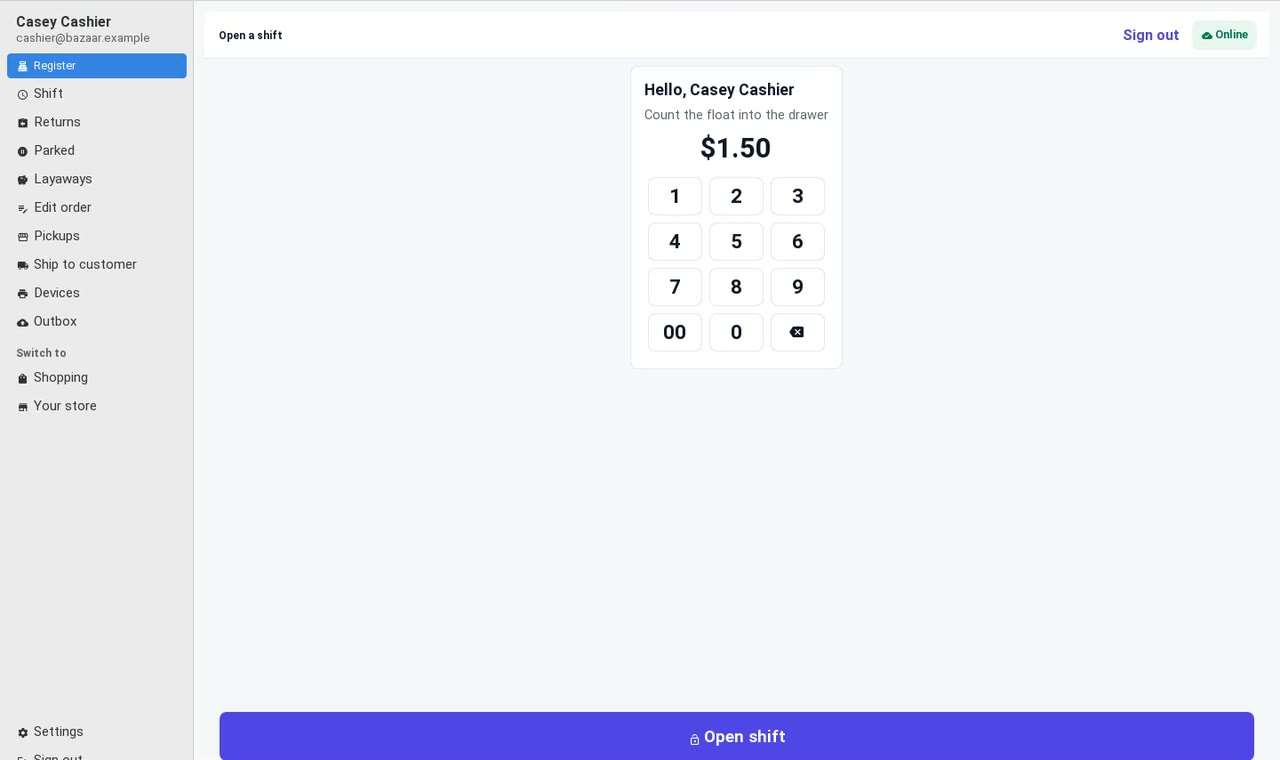 Casey Cashier
cashier@bazaar.example
Register
Shift
Returns
Parked
Layaways
Edit order
Pickups
Ship to customer
Devices
Outbox
Switch to
Shopping
Your store
Settings
Sign out
Open a shift
Sign out
Online
Hello, Casey Cashier
Count the float into the drawer
$1.50
1 2 3
4 5 6
7 8 9
00 0
Open shift